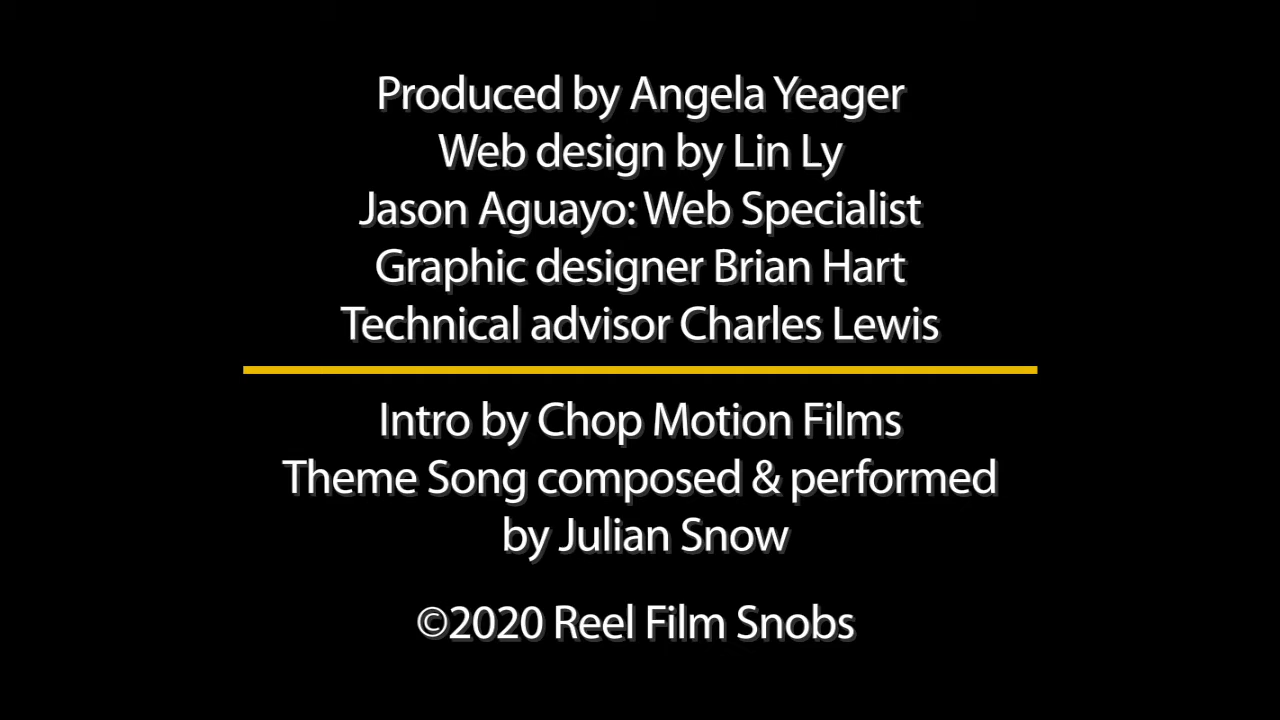 Produced by Angela Yeager
Web design by Lin Ly
Jason Aguayo: Web Specialist
Graphic designer Brian Hart
Technical advisor Charles Lewis
Intro by Chop Motion Films
Theme Song composed & performed
by Julian Snow
©2020 Reel Film Snobs